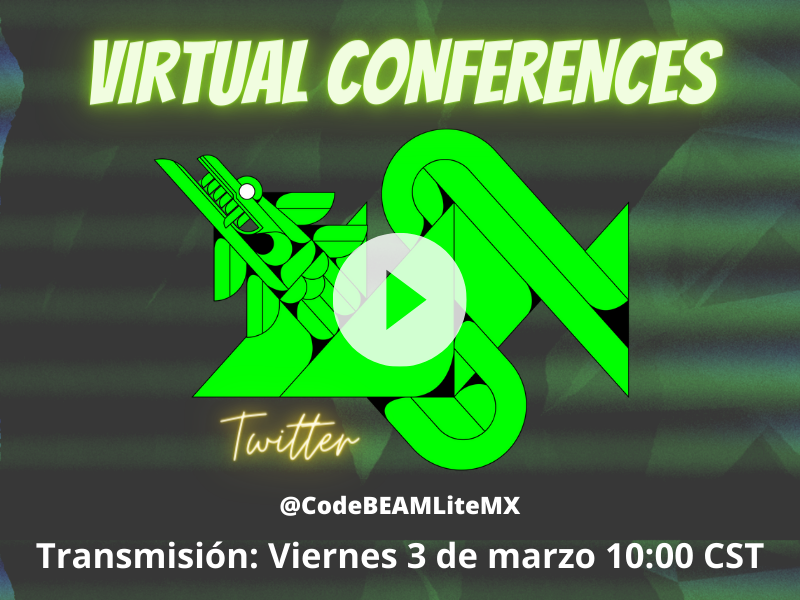 VIRTUAL CONFERENCES
Twitter
@CodeBEAMLiteMX
Transmisión: Viernes 3 de marzo 10:00 CST